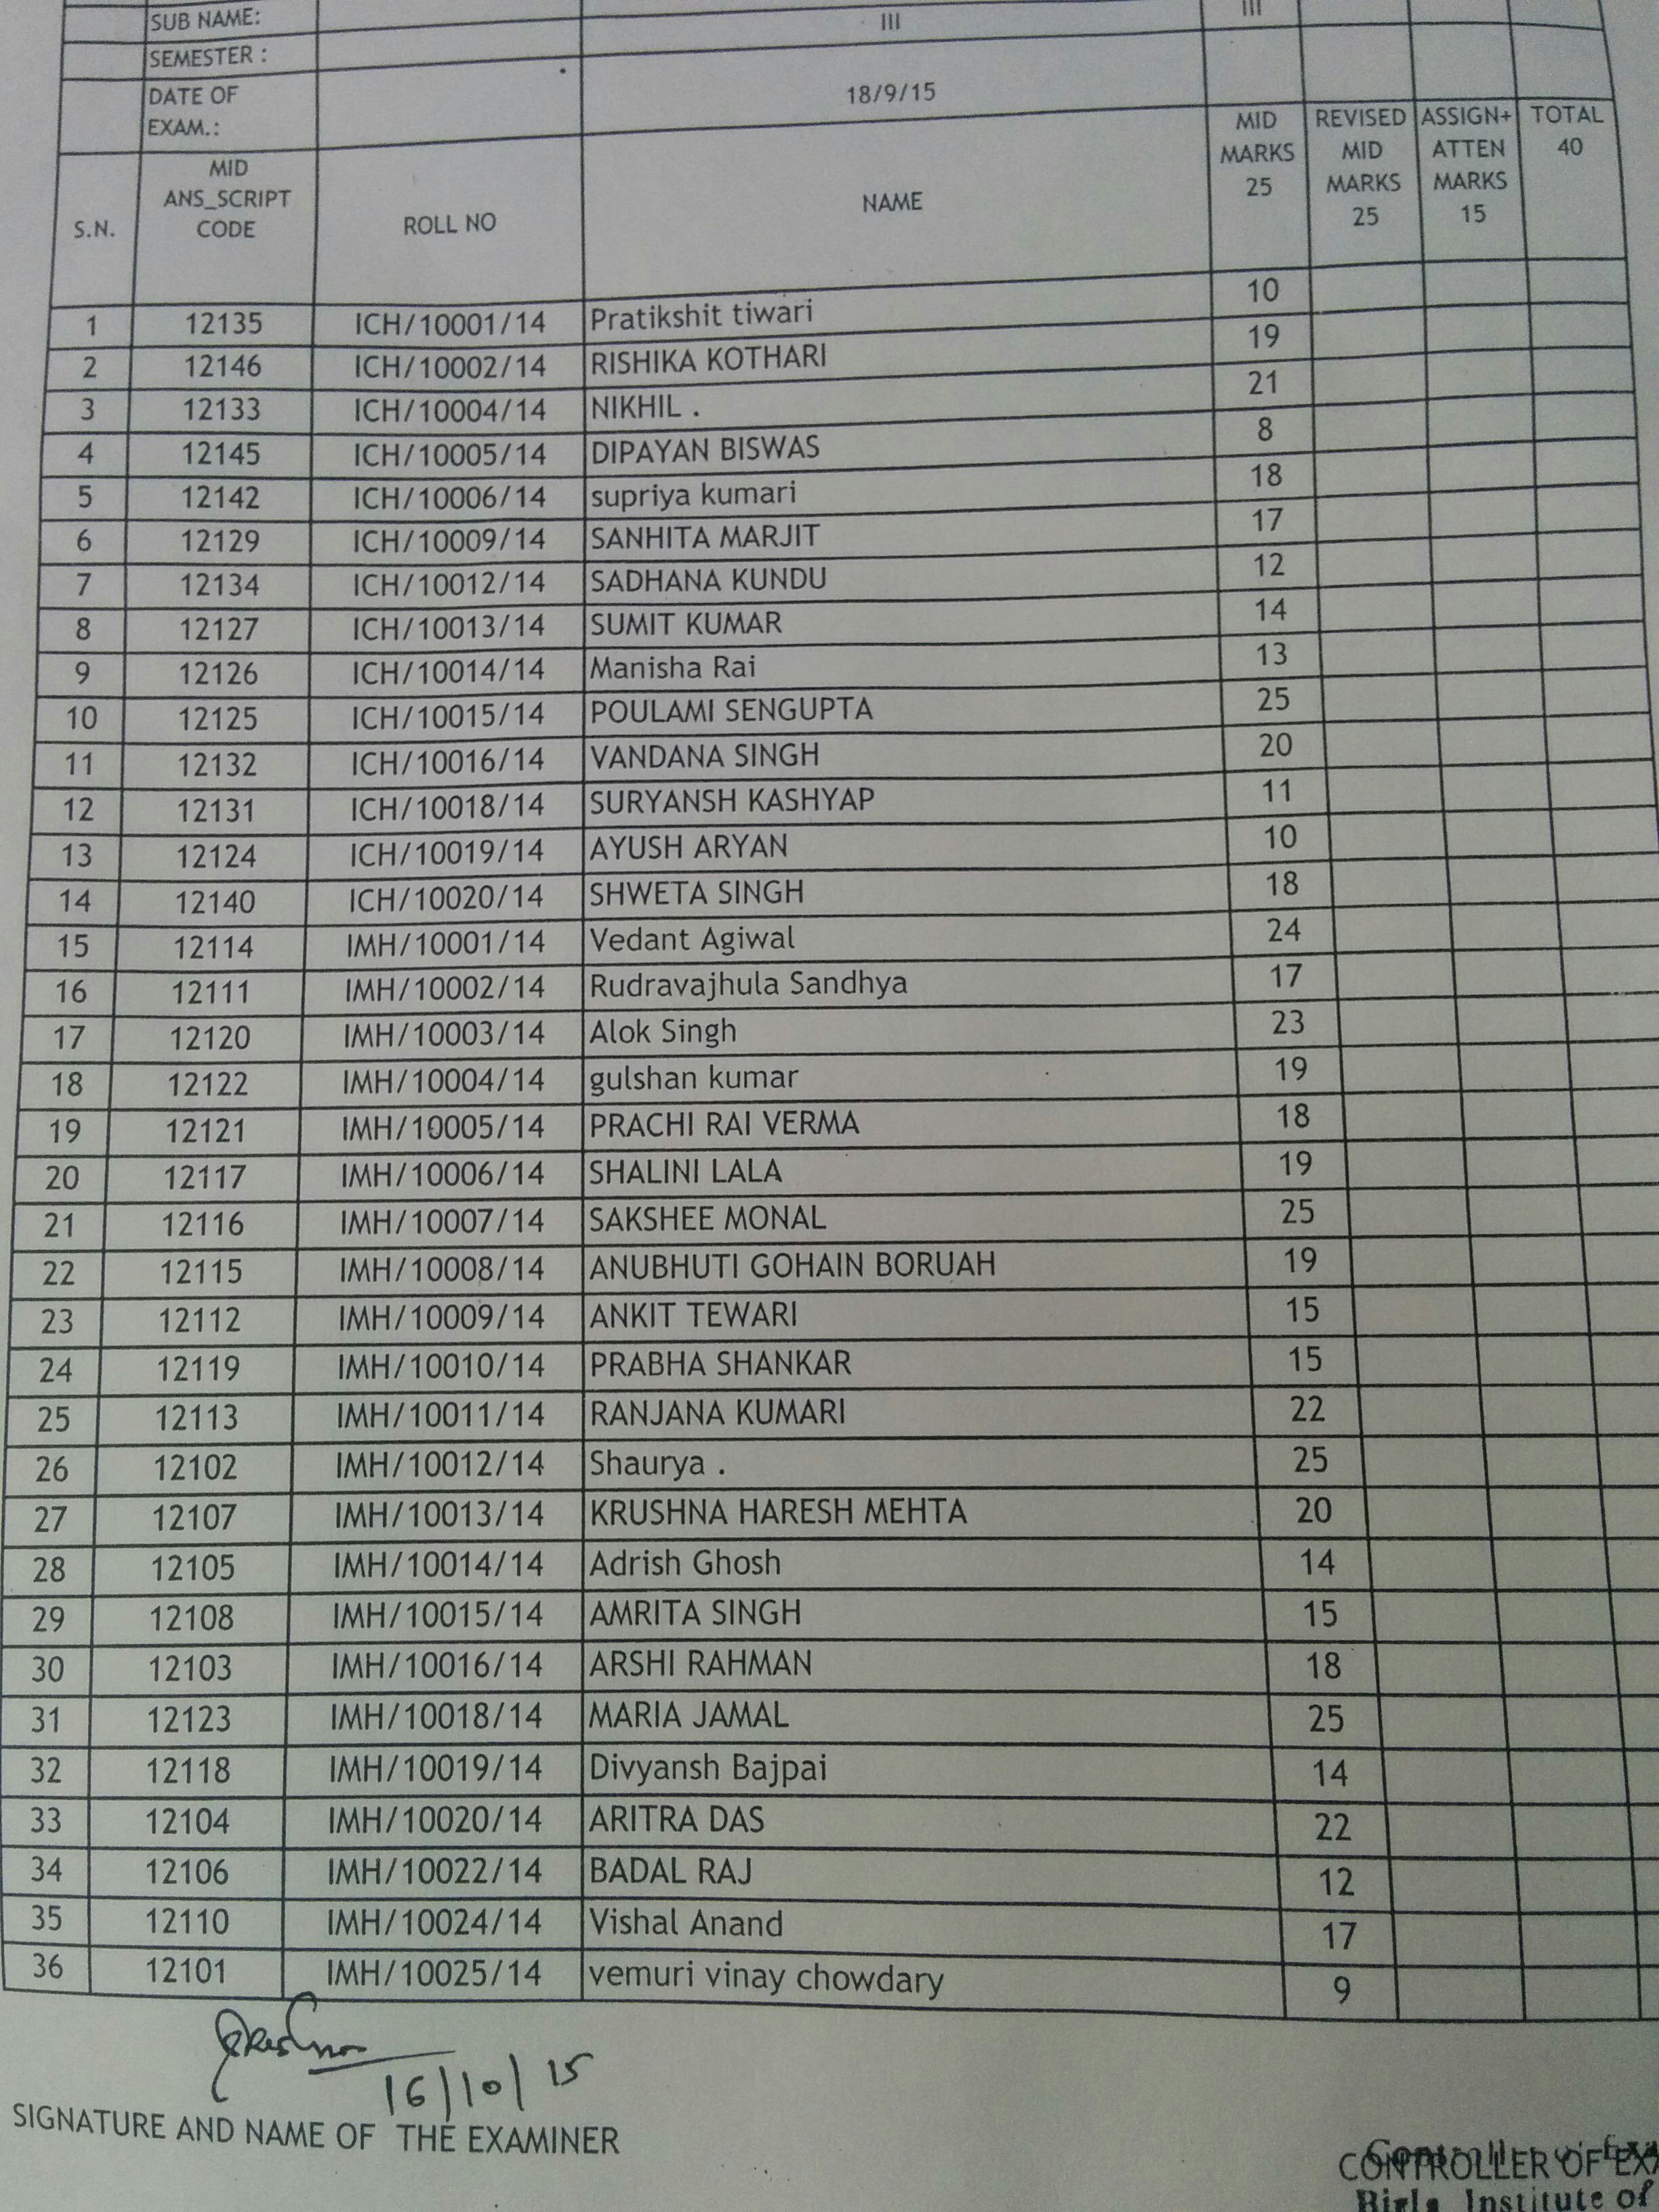 SUB NAME: III III
SEMESTER :
DATE OF EXAM.: 18/9/15
S.N. MID ANS_SCRIPT CODE ROLL NO NAME MID MARKS 25 REVISED MID MARKS 25 ASSIGN+ ATTEN MARKS 15 TOTAL 40
1 12135 ICH/10001/14 Pratikshit tiwari 10
2 12146 ICH/10002/14 RISHIKA KOTHARI 19
3 12133 ICH/10004/14 NIKHIL . 21
4 12145 ICH/10005/14 DIPAYAN BISWAS 8
5 12142 ICH/10006/14 supriya kumari 18
6 12129 ICH/10009/14 SANHITA MARJIT 17
7 12134 ICH/10012/14 SADHANA KUNDU 12
8 12127 ICH/10013/14 SUMIT KUMAR 14
9 12126 ICH/10014/14 Manisha Rai 13
10 12125 ICH/10015/14 POULAMI SENGUPTA 25
11 12132 ICH/10016/14 VANDANA SINGH 20
12 12131 ICH/10018/14 SURYANSH KASHYAP 11
13 12124 ICH/10019/14 AYUSH ARYAN 10
14 12140 ICH/10020/14 SHWETA SINGH 18
15 12114 IMH/10001/14 Vedant Agiwal 24
16 12111 IMH/10002/14 Rudravajhula Sandhya 17
17 12120 IMH/10003/14 Alok Singh 23
18 12122 IMH/10004/14 gulshan kumar 19
19 12121 IMH/10005/14 PRACHI RAI VERMA 18
20 12117 IMH/10006/14 SHALINI LALA 19
21 12116 IMH/10007/14 SAKSHEE MONAL 25
22 12115 IMH/10008/14 ANUBHUTI GOHAIN BORUAH 19
23 12112 IMH/10009/14 ANKIT TEWARI 15
24 12119 IMH/10010/14 PRABHA SHANKAR 15
25 12113 IMH/10011/14 RANJANA KUMARI 22
26 12102 IMH/10012/14 Shaurya . 25
27 12107 IMH/10013/14 KRUSHNA HARESH MEHTA 20
28 12105 IMH/10014/14 Adrish Ghosh 14
29 12108 IMH/10015/14 AMRITA SINGH 15
30 12103 IMH/10016/14 ARSHI RAHMAN 18
31 12123 IMH/10018/14 MARIA JAMAL 25
32 12118 IMH/10019/14 Divyansh Bajpai 14
33 12104 IMH/10020/14 ARITRA DAS 22
34 12106 IMH/10022/14 BADAL RAJ 12
35 12110 IMH/10024/14 Vishal Anand 17
36 12101 IMH/10025/14 vemuri vinay chowdary 9
16/10/15
SIGNATURE AND NAME OF THE EXAMINER
CONTROLLER OF EXA
Birla Institute of